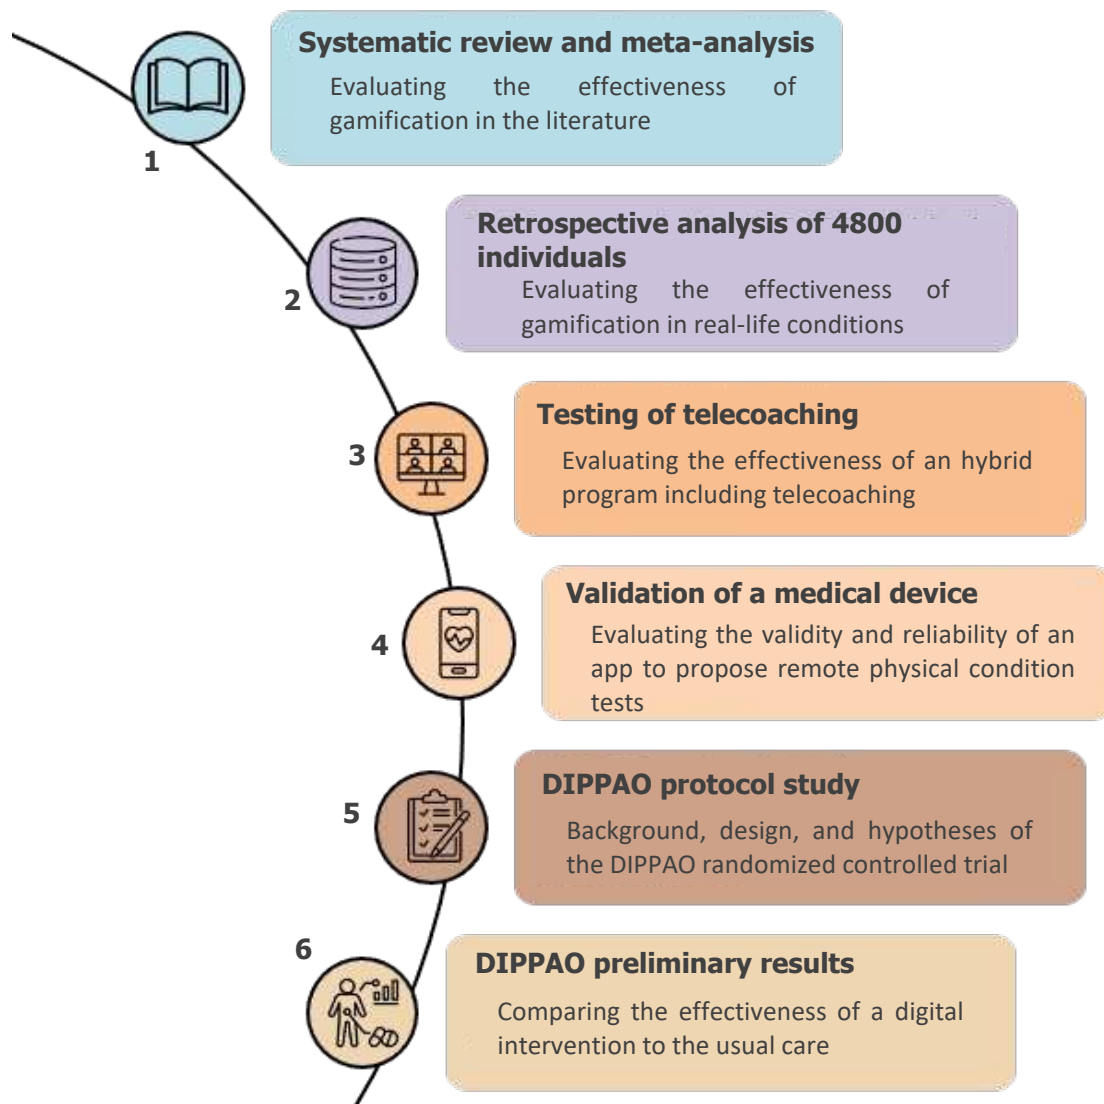 Systematic review and meta-analysis
Evaluating the effectiveness of
gamification in the literature
1
Retrospective analysis of 4800
individuals
Evaluating the effectiveness of
gamification in real-life conditions
2
Testing of telecoaching
3
Evaluating the effectiveness of an hybrid
program including telecoaching
Validation of a medical device
Evaluating the validity and reliability of an
4
app to propose remote physical condition
tests
DIPPAO protocol study
5
Background, design, and hypotheses of
the DIPPAO randomized controlled trial
6
DIPPAO preliminary results
Comparing the effectiveness of a digital
intervention to the usual care